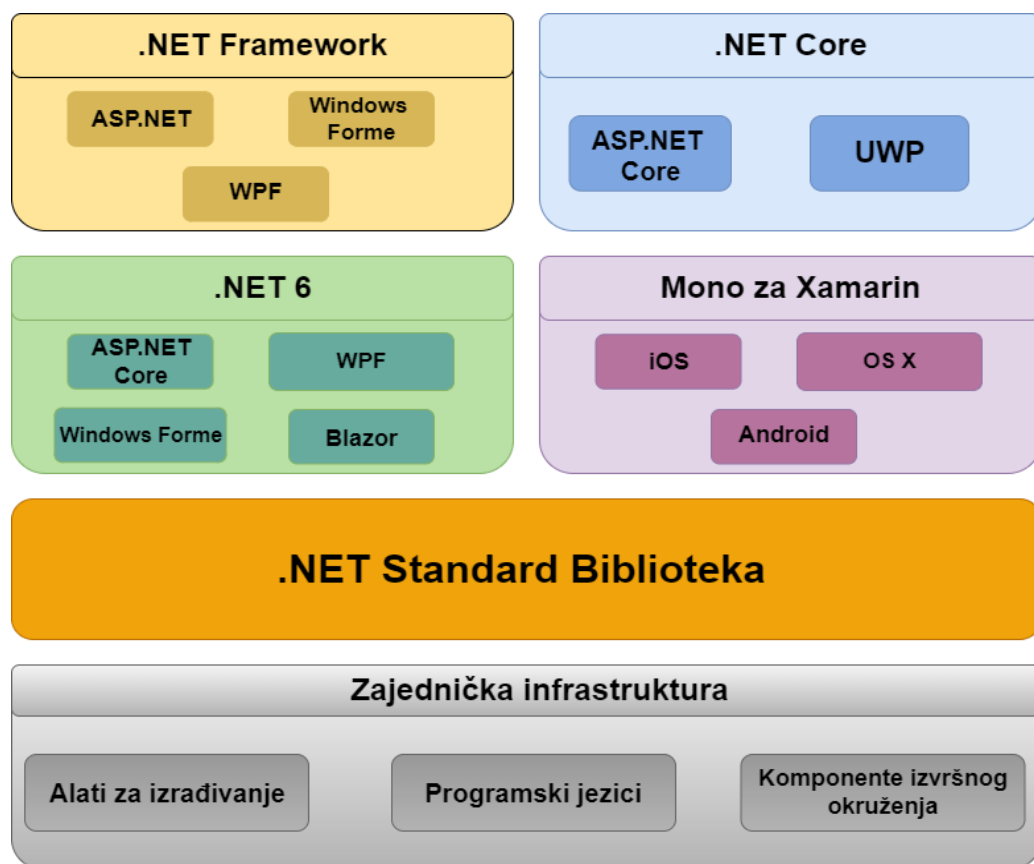 .NET Framework
ASP.NET
Windows
Forme
WPF
.NET Core
ASP.NET
Core
UWP
.NET 6
ASP.NET
Core
WPF
Windows Forme
Blazor
Mono za Xamarin
iOS
OS X
Android
.NET Standard Biblioteka
Zajednička infrastruktura
Alati za izrađivanje
Programski jezici
Komponente izvršnog
okruženja